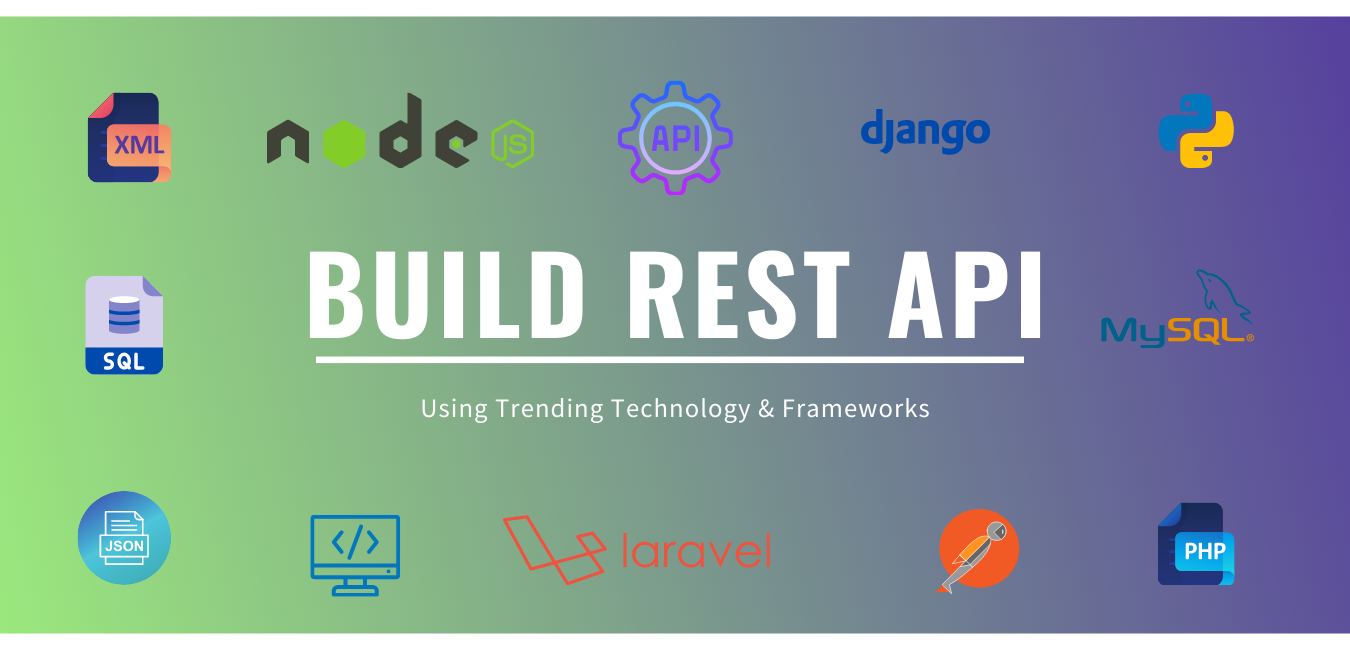 XML
node JS
API
django
BUILD REST API
SQL
MySQL®
Using Trending Technology & Frameworks
JSON
</>
laravel
PHP